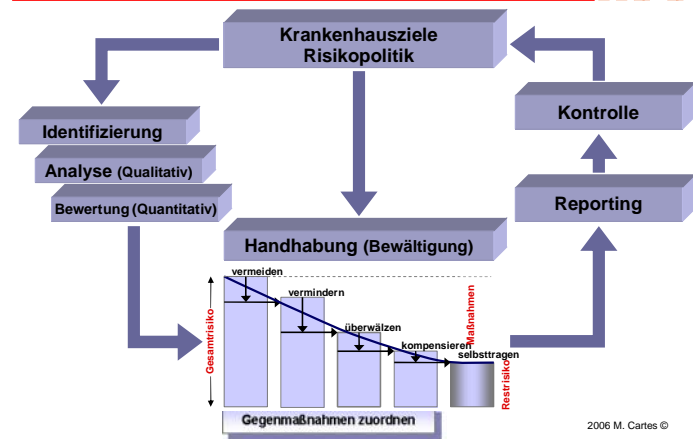 Krankenhausziele
Risikopolitik
Identifizierung
Analyse (Qualitativ)
Bewertung (Quantitativ)
Kontrolle
Reporting
Handhabung (Bewältigung)
vermeiden
vermindern
überwälzen
kompensieren
selbsttragen
Gesamtrisiko
Maßnahmen
Restrisiko
Gegenmaßnahmen zuordnen
2006 M. Cartes ©